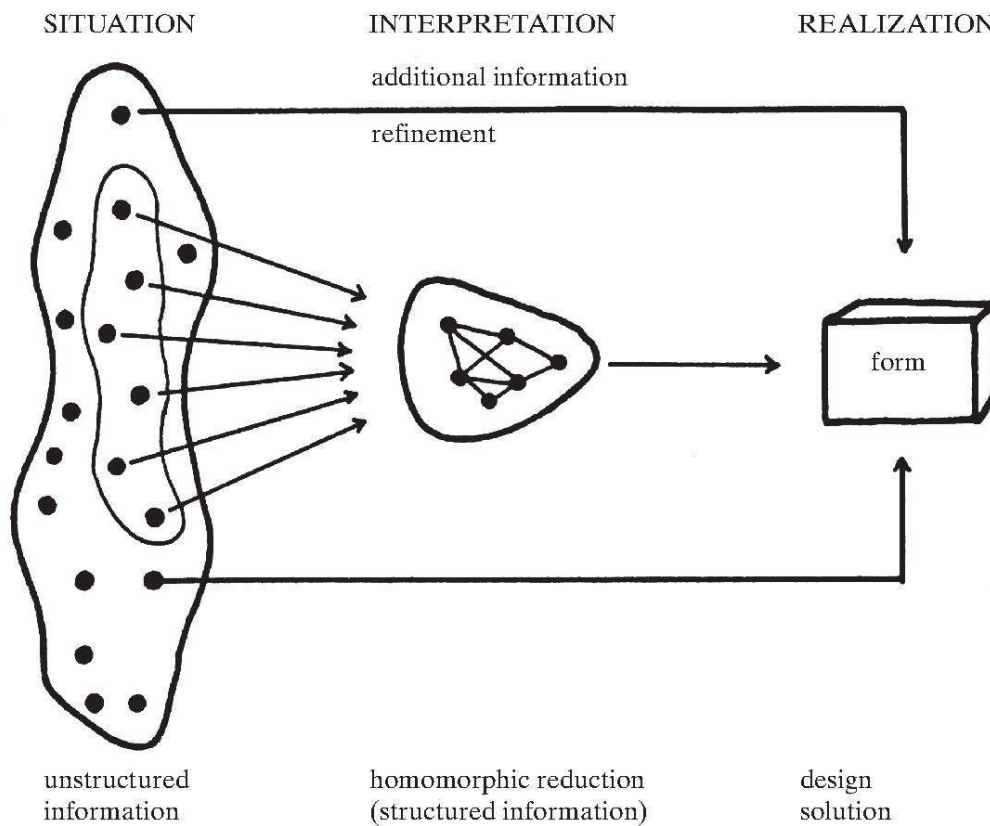 SITUATION
INTERPRETATION
REALIZATION
additional information
refinement
form
unstructured
information
homomorphic reduction
(structured information)
design
solution